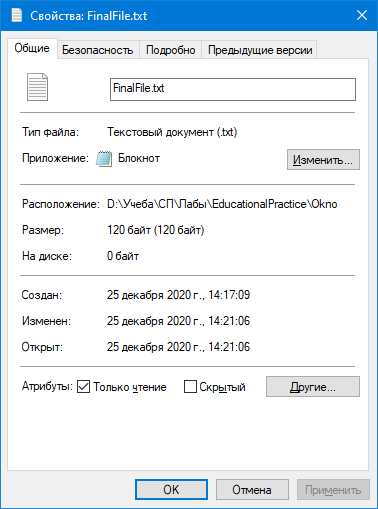 Свойства: FinalFile.txt
Общие Безопасность Подробно Предыдущие версии
FinalFile.txt
Тип файла: Текстовый документ (.txt)
Приложение: Блокнот Изменить...
Расположение: D:\Учеба\СП\Лабы\EducationalPractice\Okno
Размер: 120 байт (120 байт)
На диске: 0 байт
Создан: 25 декабря 2020 г., 14:17:09
Изменен: 25 декабря 2020 г., 14:21:06
Открыт: 25 декабря 2020 г., 14:21:06
Атрибуты: Только чтение Скрытый Другие...
OK Отмена Применить